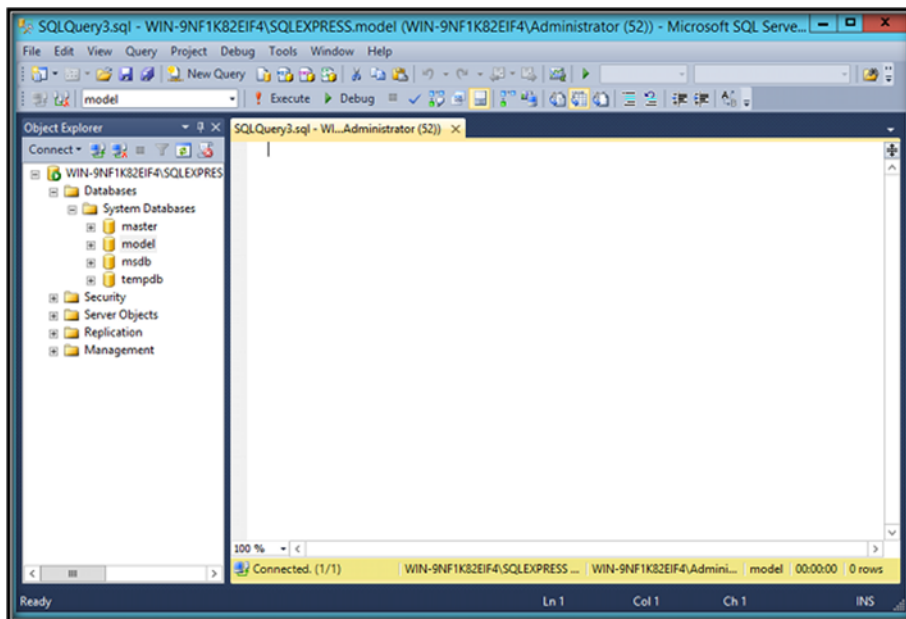 SQLQuery3.sql - WIN-9NF1K82EIF4\SQLEXPRESS.model (WIN-9NF1K82EIF4\Administrator (52)) - Microsoft SQL Serve...
File Edit View Query Project Debug Tools Window Help
New Query
model Execute Debug
Object Explorer
SQLQuery3.sql - WI...Administrator (52))
Connect
WIN-9NF1K82EIF4\SQLEXPRES
Databases
System Databases
master
model
msdb
tempdb
Security
Server Objects
Replication
Management
100 %
Connected. (1/1) WIN-9NF1K82EIF4\SQLEXPRESS ... WIN-9NF1K82EIF4\Admini... model 00:00:00 0 rows
Ready Ln 1 Col 1 Ch 1 INS